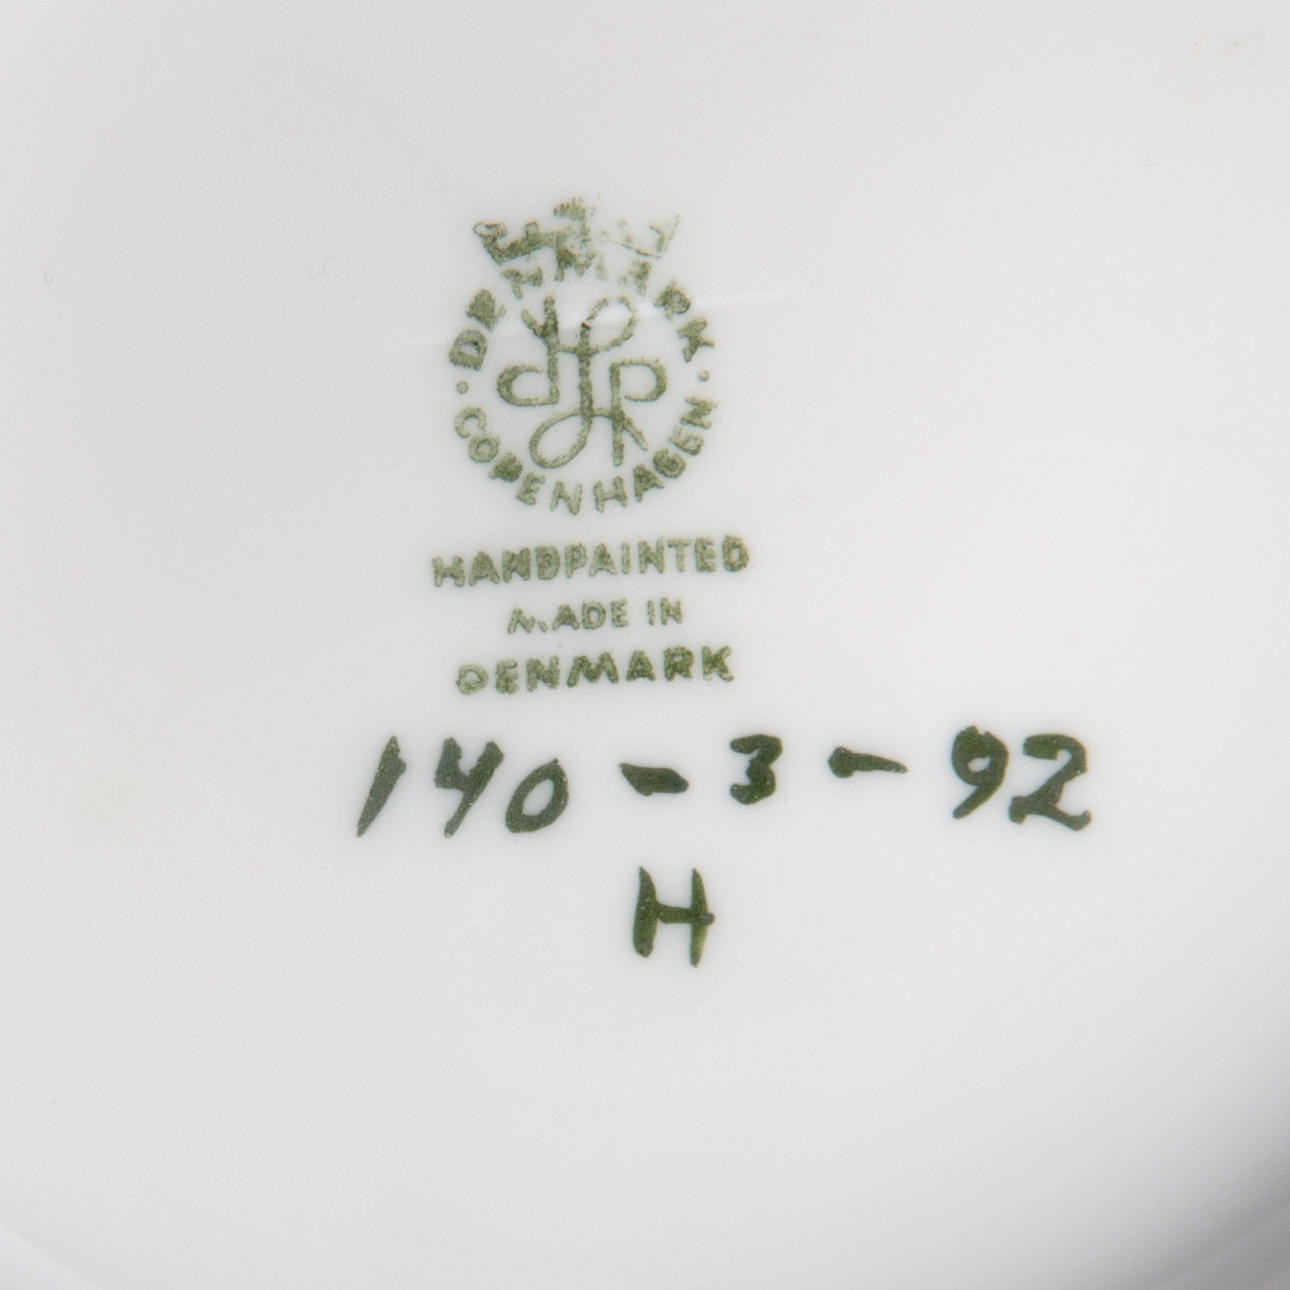 DENMARK
COPENHAGEN
HANDPAINTED
MADE IN
DENMARK
140-3-92
H